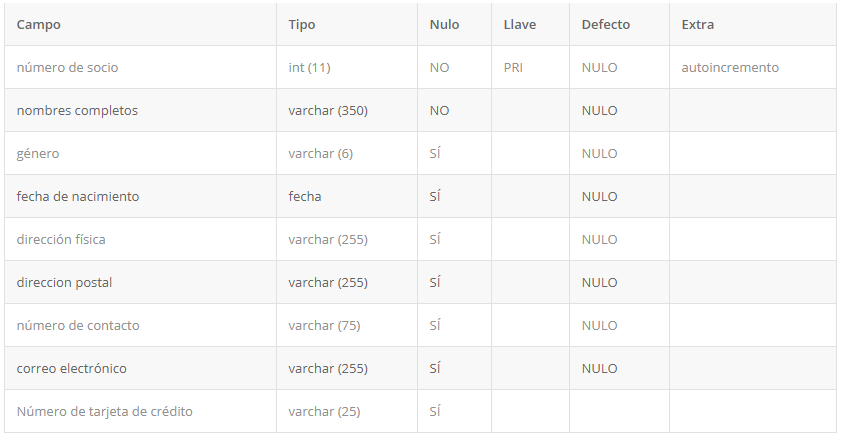 Campo Tipo Nulo Llave Defecto Extra
número de socio int (11) NO PRI NULO autoincremento
nombres completos varchar (350) NO NULO
género varchar (6) SÍ NULO
fecha de nacimiento fecha SÍ NULO
dirección física varchar (255) SÍ NULO
direccion postal varchar (255) SÍ NULO
número de contacto varchar (75) SÍ NULO
correo electrónico varchar (255) SÍ NULO
Número de tarjeta de crédito varchar (25) SÍ